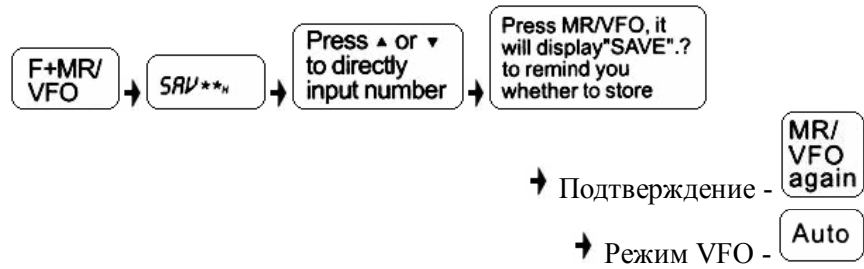 F+MR/
VFO
SAV**H
Press ▲ or ▼
to directly
input number
Press MR/VFO, it
will display"SAVE".?
to remind you
whether to store
Подтверждение -
MR/
VFO
again
Режим VFO -
Auto